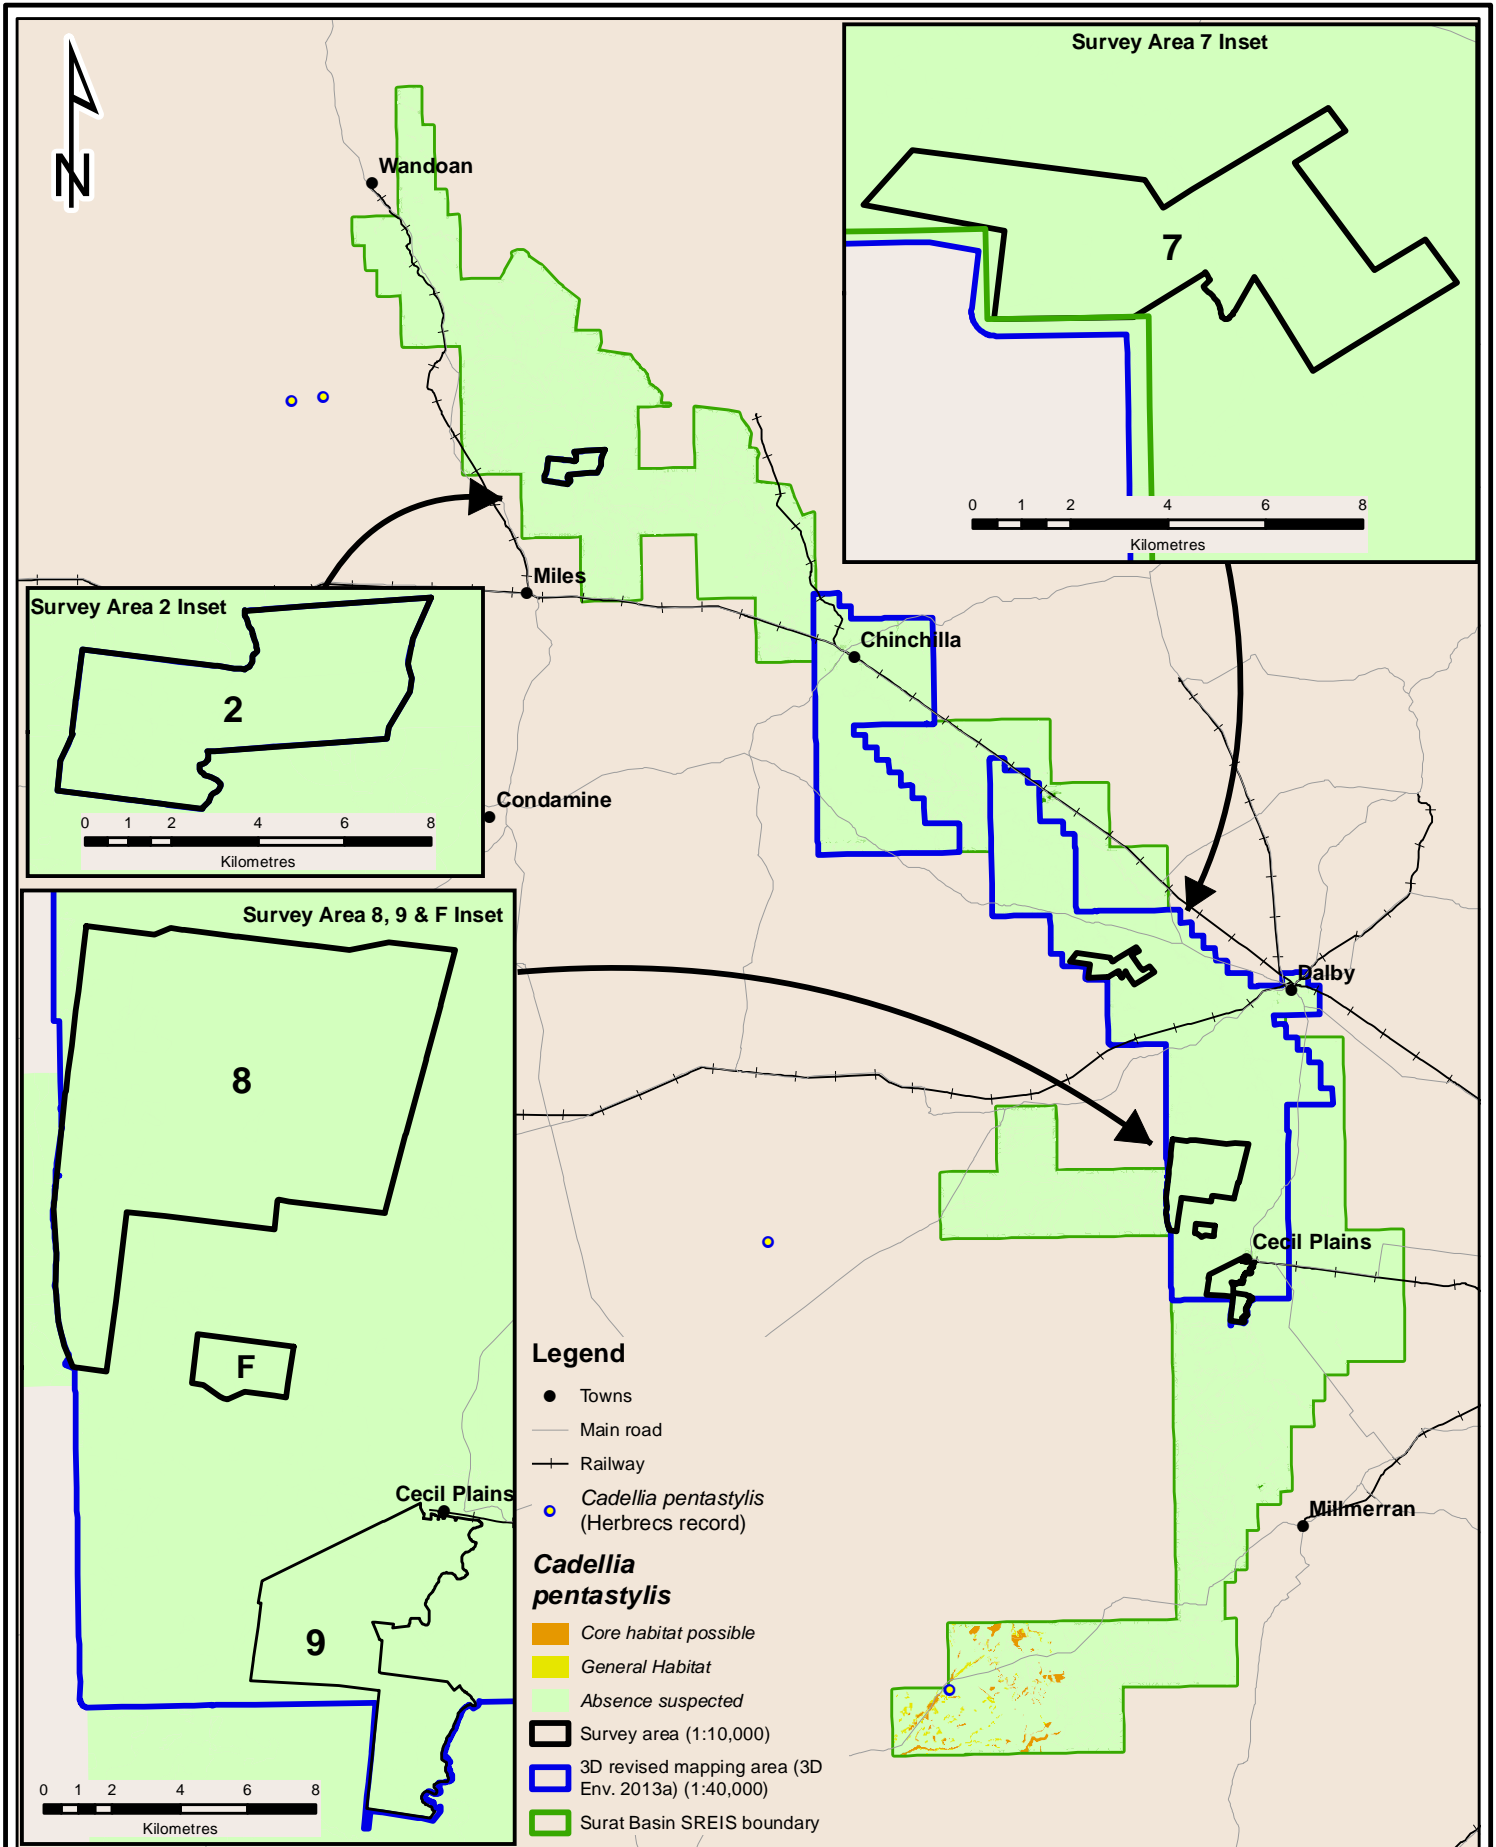 Survey Area 7 Inset
7
0 1 2 4 6 8
Kilometres
N
Wandoan
Miles
Survey Area 2 Inset
2
0 1 2 4 6 8
Kilometres
Chinchilla
Condamine
Survey Area 8, 9 & F Inset
8
F
Cecil Plains
9
0 1 2 4 6 8
Kilometres
Dalby
Cecil Plains
Millmerran
Legend
Towns
Main road
Railway
Cadellia pentastylis
(Herbrecs record)
Cadellia
pentastylis
Core habitat possible
General Habitat
Absence suspected
Survey area (1:10,000)
3D revised mapping area (3D
Env. 2013a) (1:40,000)
Surat Basin SREIS boundary